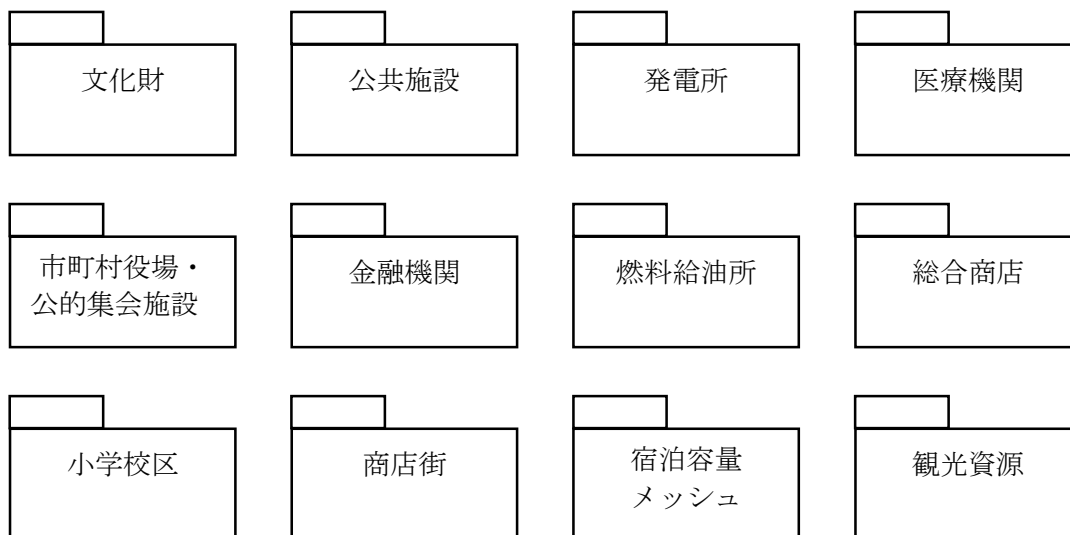 文化財
公共施設
発電所
医療機関
市町村役場・
公的集会施設
金融機関
燃料給油所
総合商店
小学校区
商店街
宿泊容量
メッシュ
観光資源